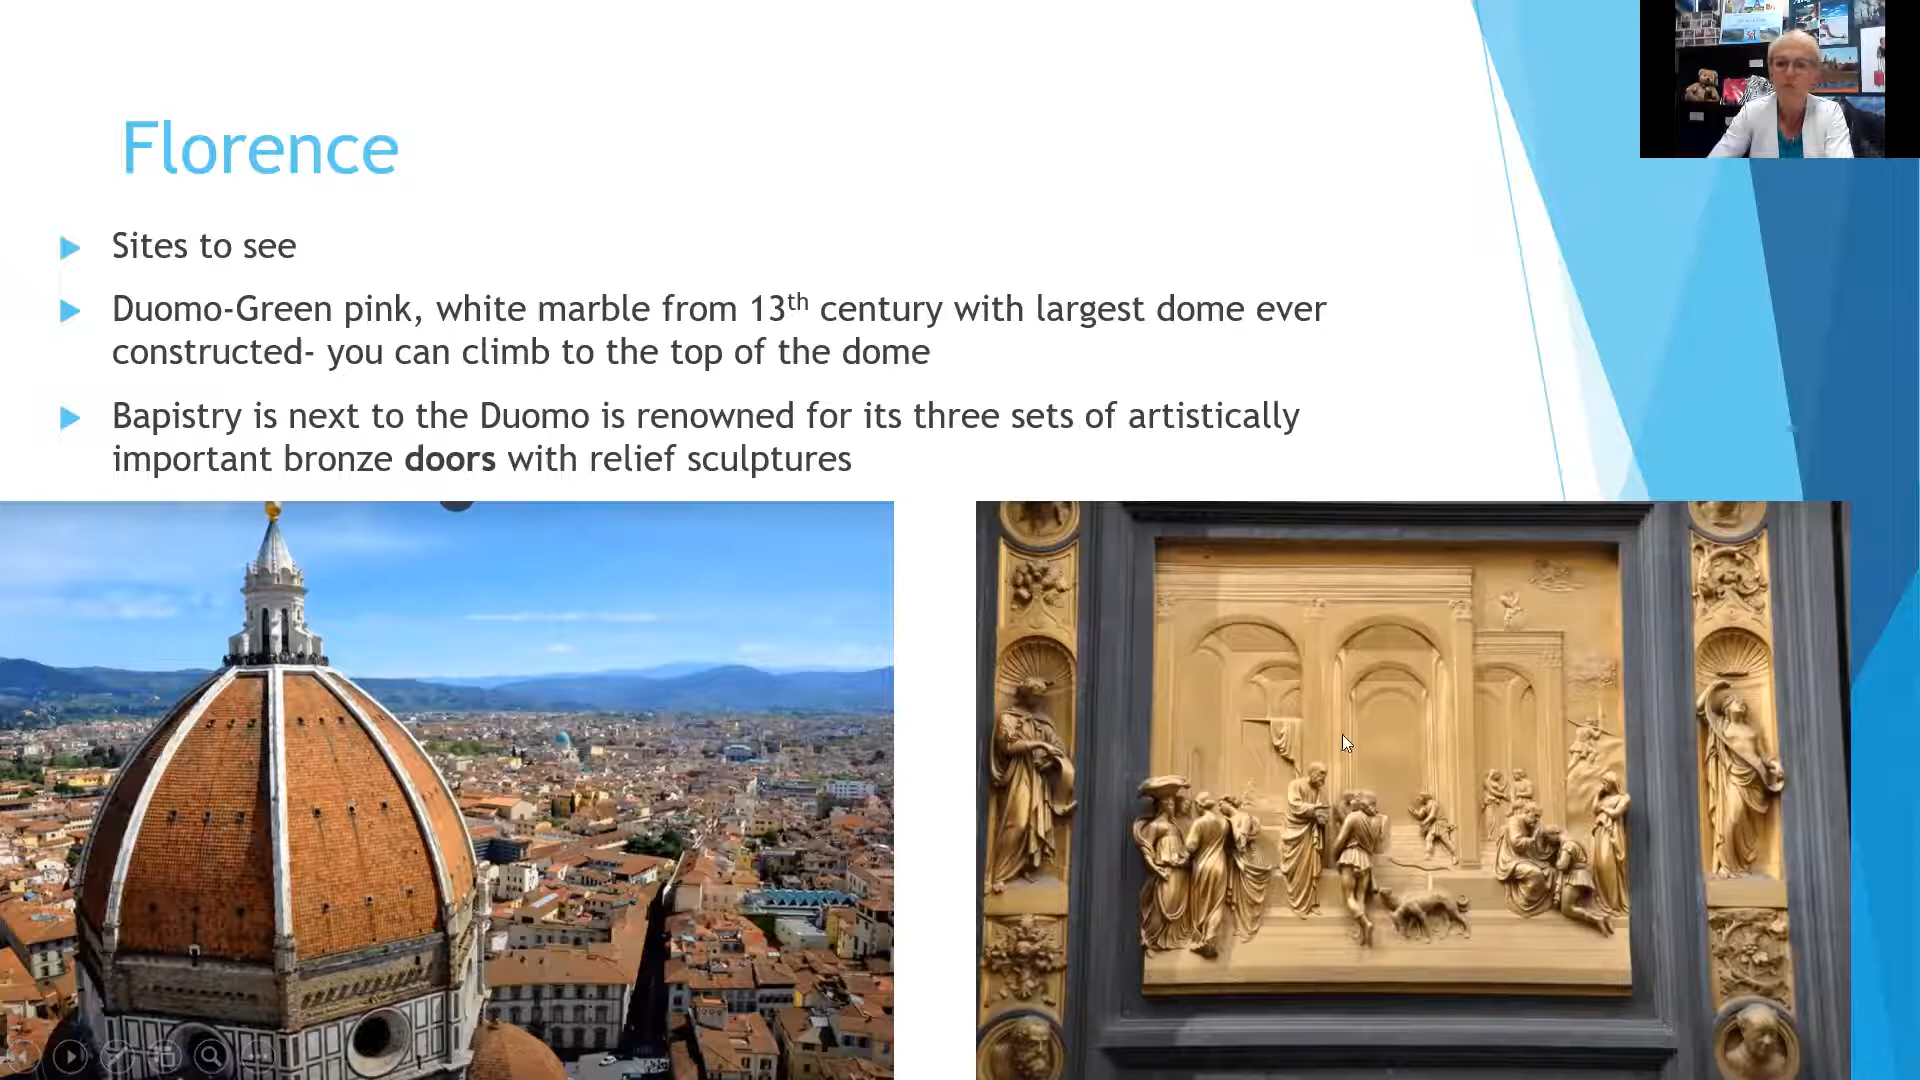 Florence
Sites to see
Duomo-Green pink, white marble from 13th century with largest dome ever
constructed- you can climb to the top of the dome
Bapistry is next to the Duomo is renowned for its three sets of artistically
important bronze doors with relief sculptures